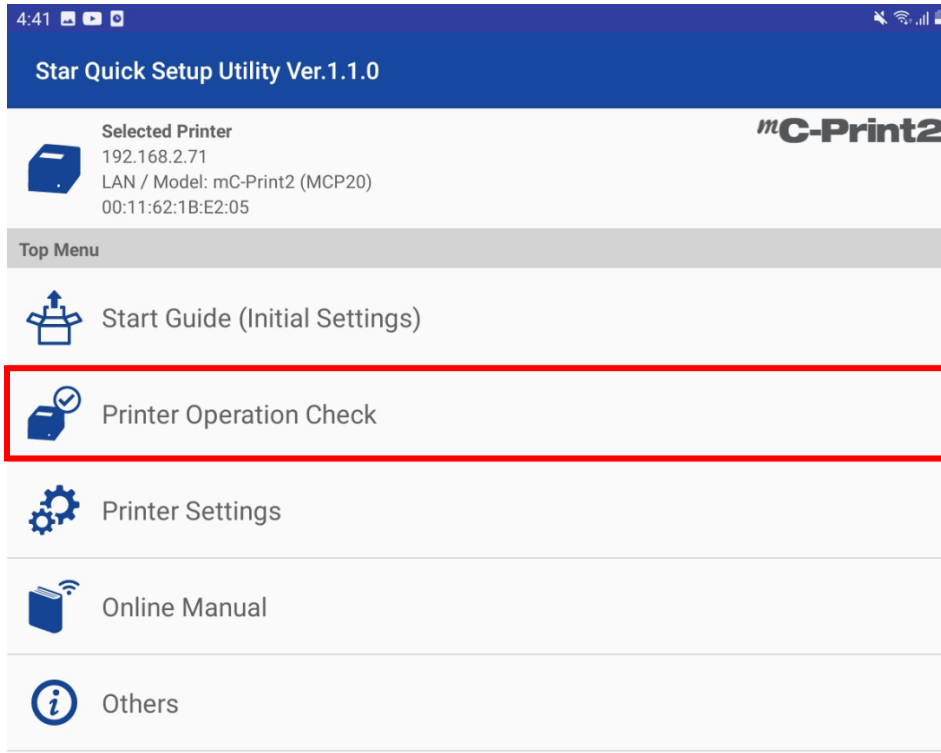 4:41
Star Quick Setup Utility Ver.1.1.0
Selected Printer
192.168.2.71
LAN / Model: mC-Print2 (MCP20)
00:11:62:1B:E2:05
mC-Print2
Top Menu
Start Guide (Initial Settings)
Printer Operation Check
Printer Settings
Online Manual
Others